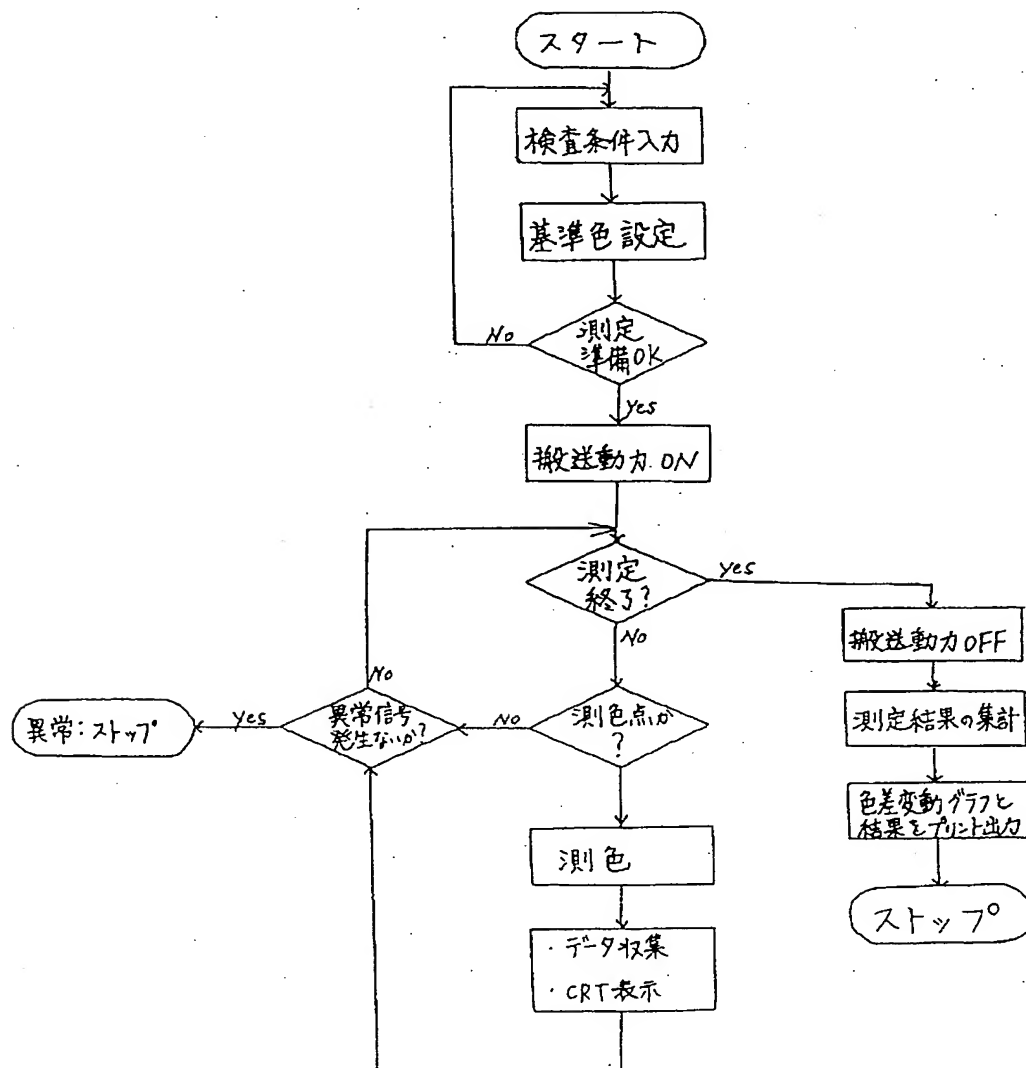 スタート
検査条件入力
基準色設定
測定
準備OK
No
yes
搬送動力 ON
測定
終了?
yes
No
搬送動力OFF
測定結果の集計
色差変動グラフと
結果をプリント出力
ストップ
測色点か
?
No
異常信号
発生ないか?
No
yes
異常:ストップ
測色
・データ収集
・CRT表示